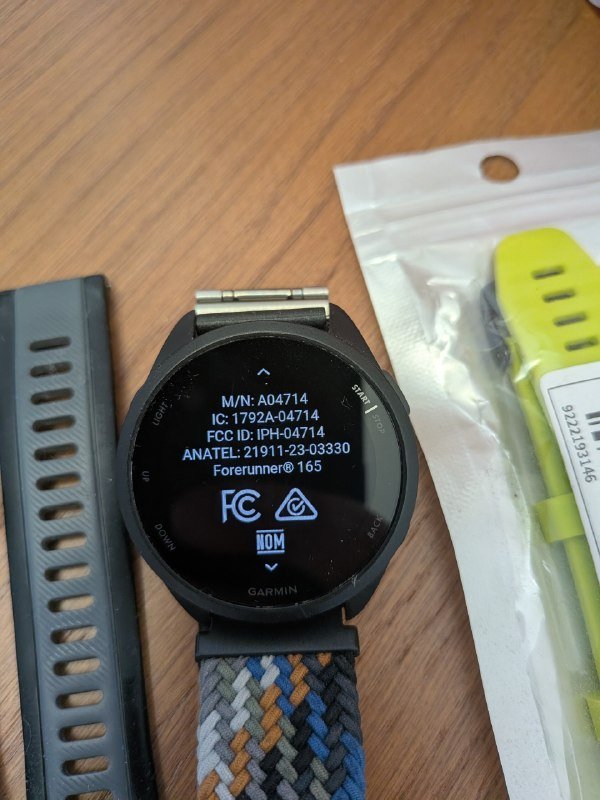 M/N: A04714
IC: 1792A-04714
FCC ID: IPH-04714
ANATEL: 21911-23-03330
Forerunner® 165
FC
NOM
LIGHT
UP
DOWN
START
STOP
BACK
GARMIN
9222193146